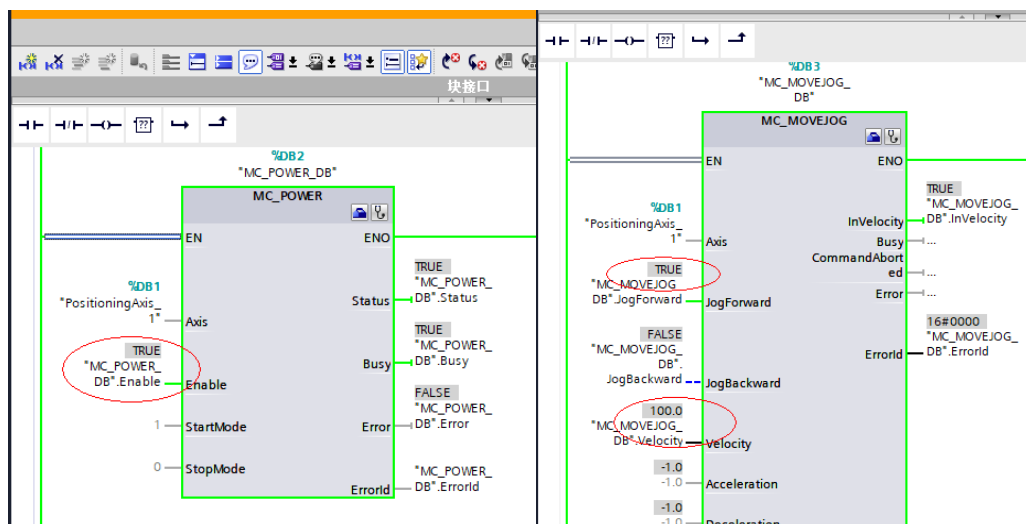 块接口
??
%DB2
"MC_POWER_DB"
MC_POWER
EN
ENO
%DB1
"PositioningAxis_
1"
Axis
TRUE
"MC_POWER_
DB".Status
Status
TRUE
"MC_POWER_
DB".Enable
Enable
TRUE
"MC_POWER_
DB".Busy
Busy
1
StartMode
FALSE
"MC_POWER_
DB".Error
Error
0
StopMode
"MC_POWER_
DB".ErrorId
ErrorId
??
%DB3
"MC_MOVEJOG_
DB"
MC_MOVEJOG
EN
ENO
%DB1
"PositioningAxis_
1"
Axis
TRUE
"MC_MOVEJOG_
DB".InVelocity
InVelocity
Busy
...
CommandAbort
ed
...
Error
...
TRUE
"MC_MOVEJOG_
DB".JogForward
JogForward
16#0000
"MC_MOVEJOG_
DB".ErrorId
ErrorId
FALSE
"MC_MOVEJOG_
DB".
JogBackward
JogBackward
100.0
"MC_MOVEJOG_
DB".Velocity
Velocity
-1.0
-1.0
Acceleration
-1.0
-1.0
Deceleration